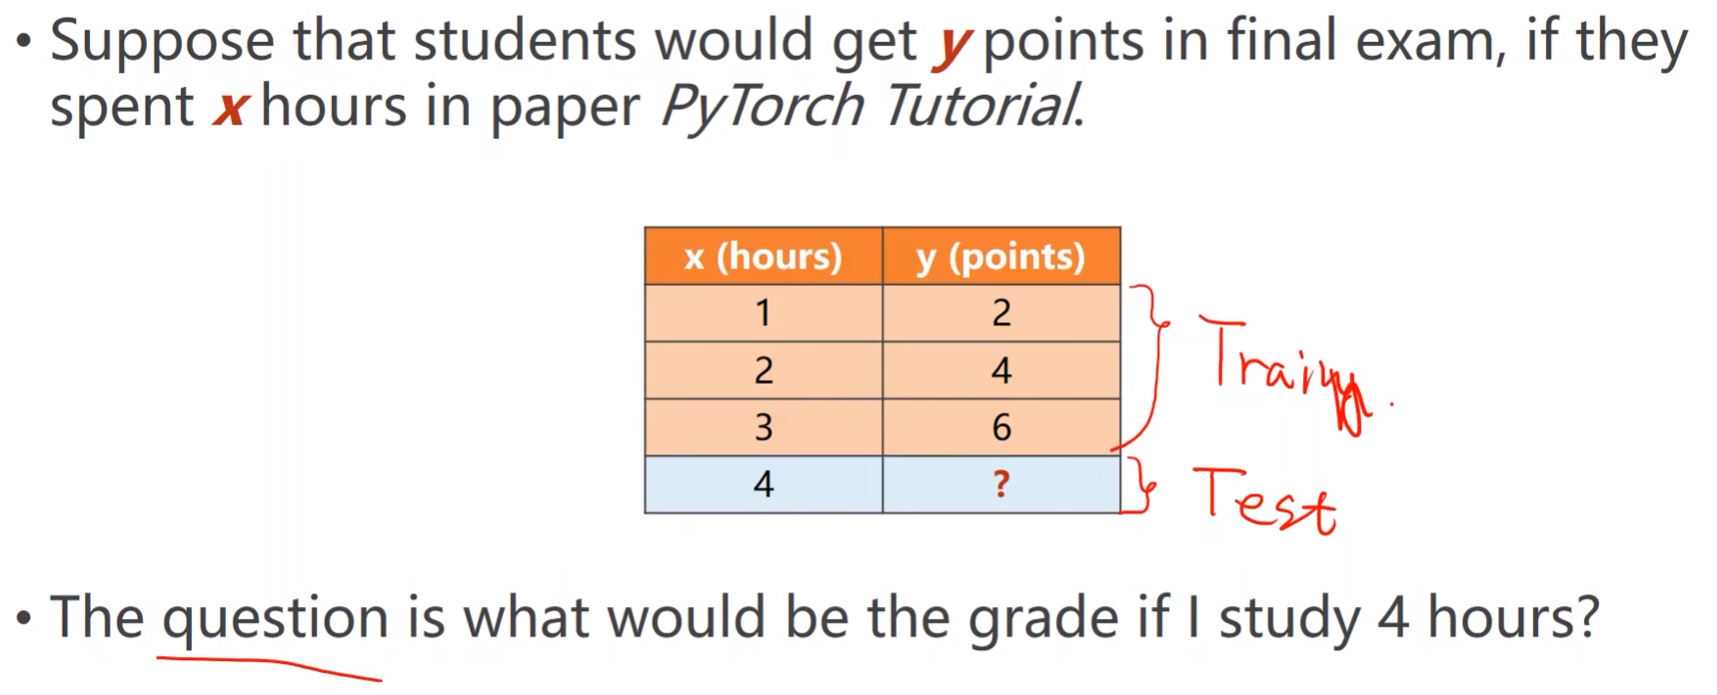 • Suppose that students would get y points in final exam, if they
spent x hours in paper PyTorch Tutorial.
x (hours) y (points)
1 2
2 4
3 6
4 ?
Test
• The question is what would be the grade if I study 4 hours?